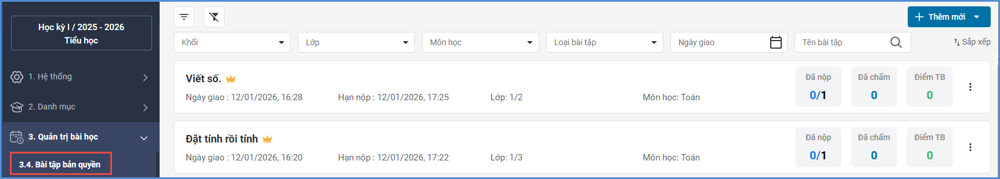 Học kỳ I / 2025 - 2026
Tiểu học
1. Hệ thống
2. Danh mục
3. Quản trị bài học
3.4. Bài tập bản quyền
Thêm mới
Khối
Lớp
Môn học
Loại bài tập
Ngày giao
Tên bài tập
Sắp xếp
Viết số.
Ngày giao : 12/01/2026, 16:28
Hạn nộp : 12/01/2026, 17:25
Lớp: 1/2
Môn học: Toán
Đã nộp
0/1
Đã chấm
0
Điểm TB
0
Đặt tính rồi tính
Ngày giao : 12/01/2026, 16:20
Hạn nộp : 12/01/2026, 17:22
Lớp: 1/3
Môn học: Toán
Đã nộp
0/1
Đã chấm
0
Điểm TB
0